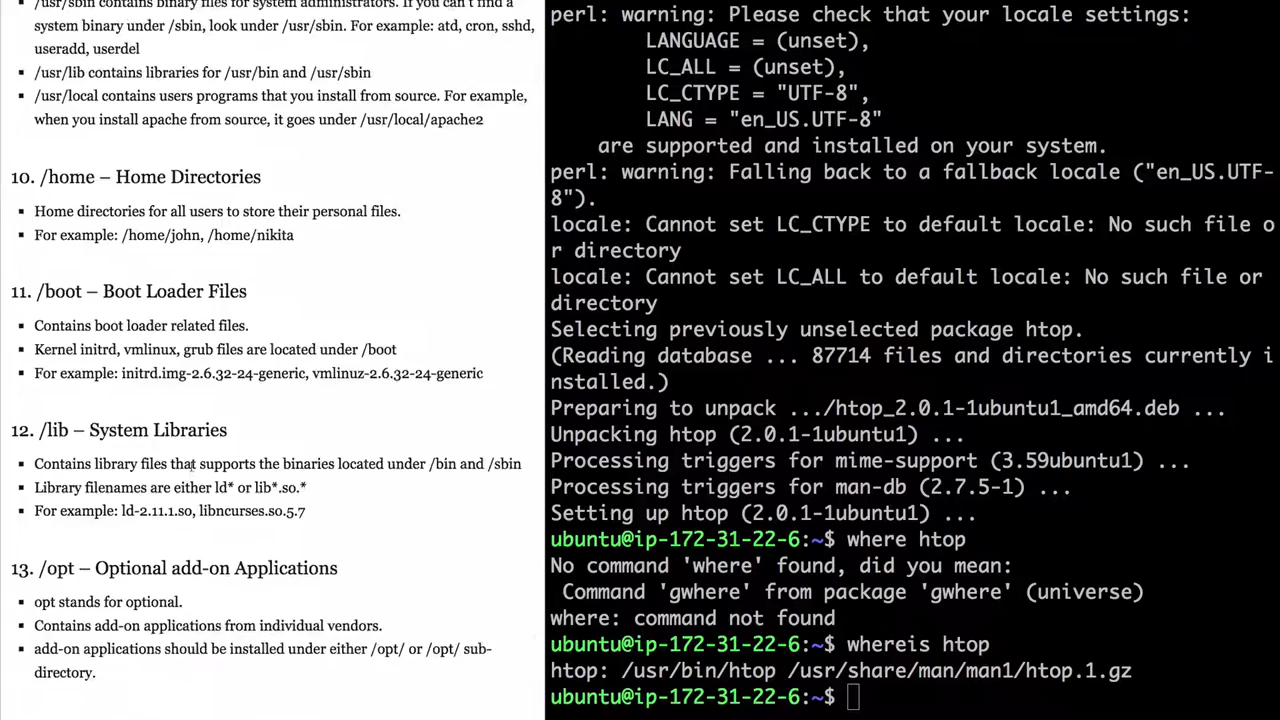 /usr/sbin contains binary files for system administrators. If you can't find a
system binary under /sbin, look under /usr/sbin. For example: atd, cron, sshd,
useradd, userdel
▪ /usr/lib contains libraries for /usr/bin and /usr/sbin
▪ /usr/local contains users programs that you install from source. For example,
when you install apache from source, it goes under /usr/local/apache2
10. /home – Home Directories
▪ Home directories for all users to store their personal files.
▪ For example: /home/john, /home/nikita
11. /boot – Boot Loader Files
▪ Contains boot loader related files.
▪ Kernel initrd, vmlinux, grub files are located under /boot
▪ For example: initrd.img-2.6.32-24-generic, vmlinuz-2.6.32-24-generic
12. /lib – System Libraries
▪ Contains library files that supports the binaries located under /bin and /sbin
▪ Library filenames are either ld* or lib*.so.*
▪ For example: ld-2.11.1.so, libncurses.so.5.7
13. /opt – Optional add-on Applications
▪ opt stands for optional.
▪ Contains add-on applications from individual vendors.
▪ add-on applications should be installed under either /opt/ or /opt/ sub-
directory.
perl: warning: Please check that your locale settings:
LANGUAGE = (unset),
LC_ALL = (unset),
LC_CTYPE = "UTF-8",
LANG = "en_US.UTF-8"
are supported and installed on your system.
perl: warning: Falling back to a fallback locale ("en_US.UTF-
8").
locale: Cannot set LC_CTYPE to default locale: No such file o
r directory
locale: Cannot set LC_ALL to default locale: No such file or
directory
Selecting previously unselected package htop.
(Reading database ... 87714 files and directories currently i
nstalled.)
Preparing to unpack .../htop_2.0.1-1ubuntu1_amd64.deb ...
Unpacking htop (2.0.1-1ubuntu1) ...
Processing triggers for mime-support (3.59ubuntu1) ...
Processing triggers for man-db (2.7.5-1) ...
Setting up htop (2.0.1-1ubuntu1) ...
ubuntu@ip-172-31-22-6:~$ where htop
No command 'where' found, did you mean:
Command 'gwhere' from package 'gwhere' (universe)
where: command not found
ubuntu@ip-172-31-22-6:~$ whereis htop
htop: /usr/bin/htop /usr/share/man/man1/htop.1.gz
ubuntu@ip-172-31-22-6:~$